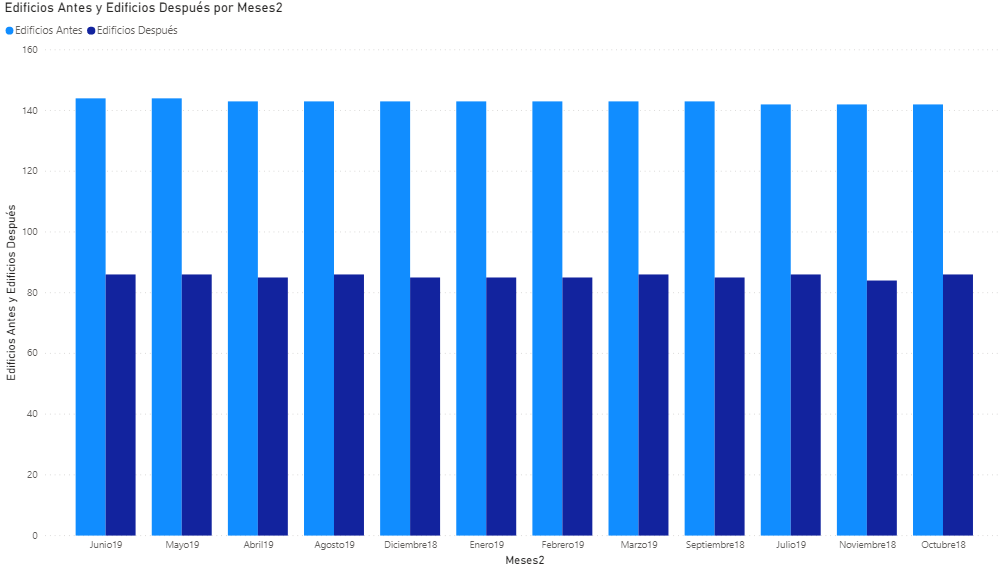 Edificios Antes y Edificios Después por Meses2
Edificios Antes Edificios Después
160
140
120
100
80
60
40
20
0
Edificios Antes y Edificios Después
Junio19 Mayo19 Abril19 Agosto19 Diciembre18 Enero19 Febrero19 Marzo19 Septiembre18 Julio19 Noviembre18 Octubre18
Meses2